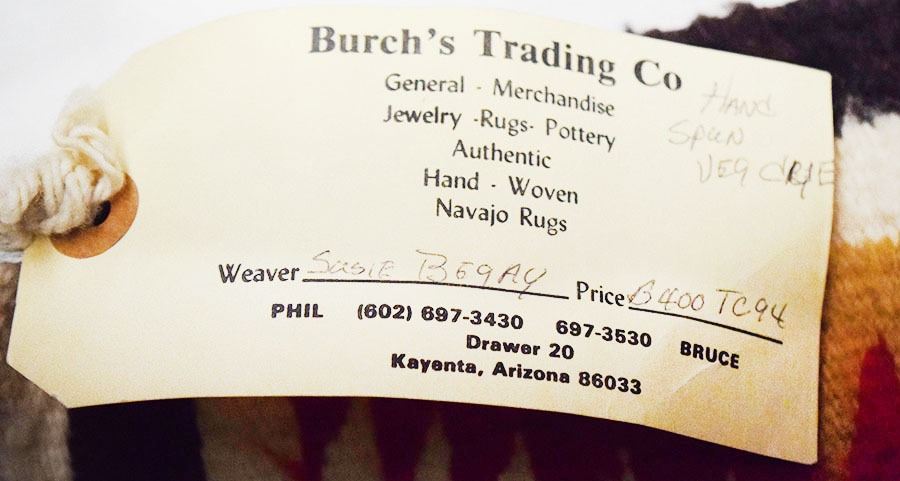 Burch's Trading Co
General - Merchandise
Jewelry -Rugs- Pottery
Authentic
Hand - Woven
Navajo Rugs
HAND
SPUN
VEG DYE
Weaver SUSIE BEGAY Price B400 TC94
PHIL (602) 697-3430 697-3530 BRUCE
Drawer 20
Kayenta, Arizona 86033